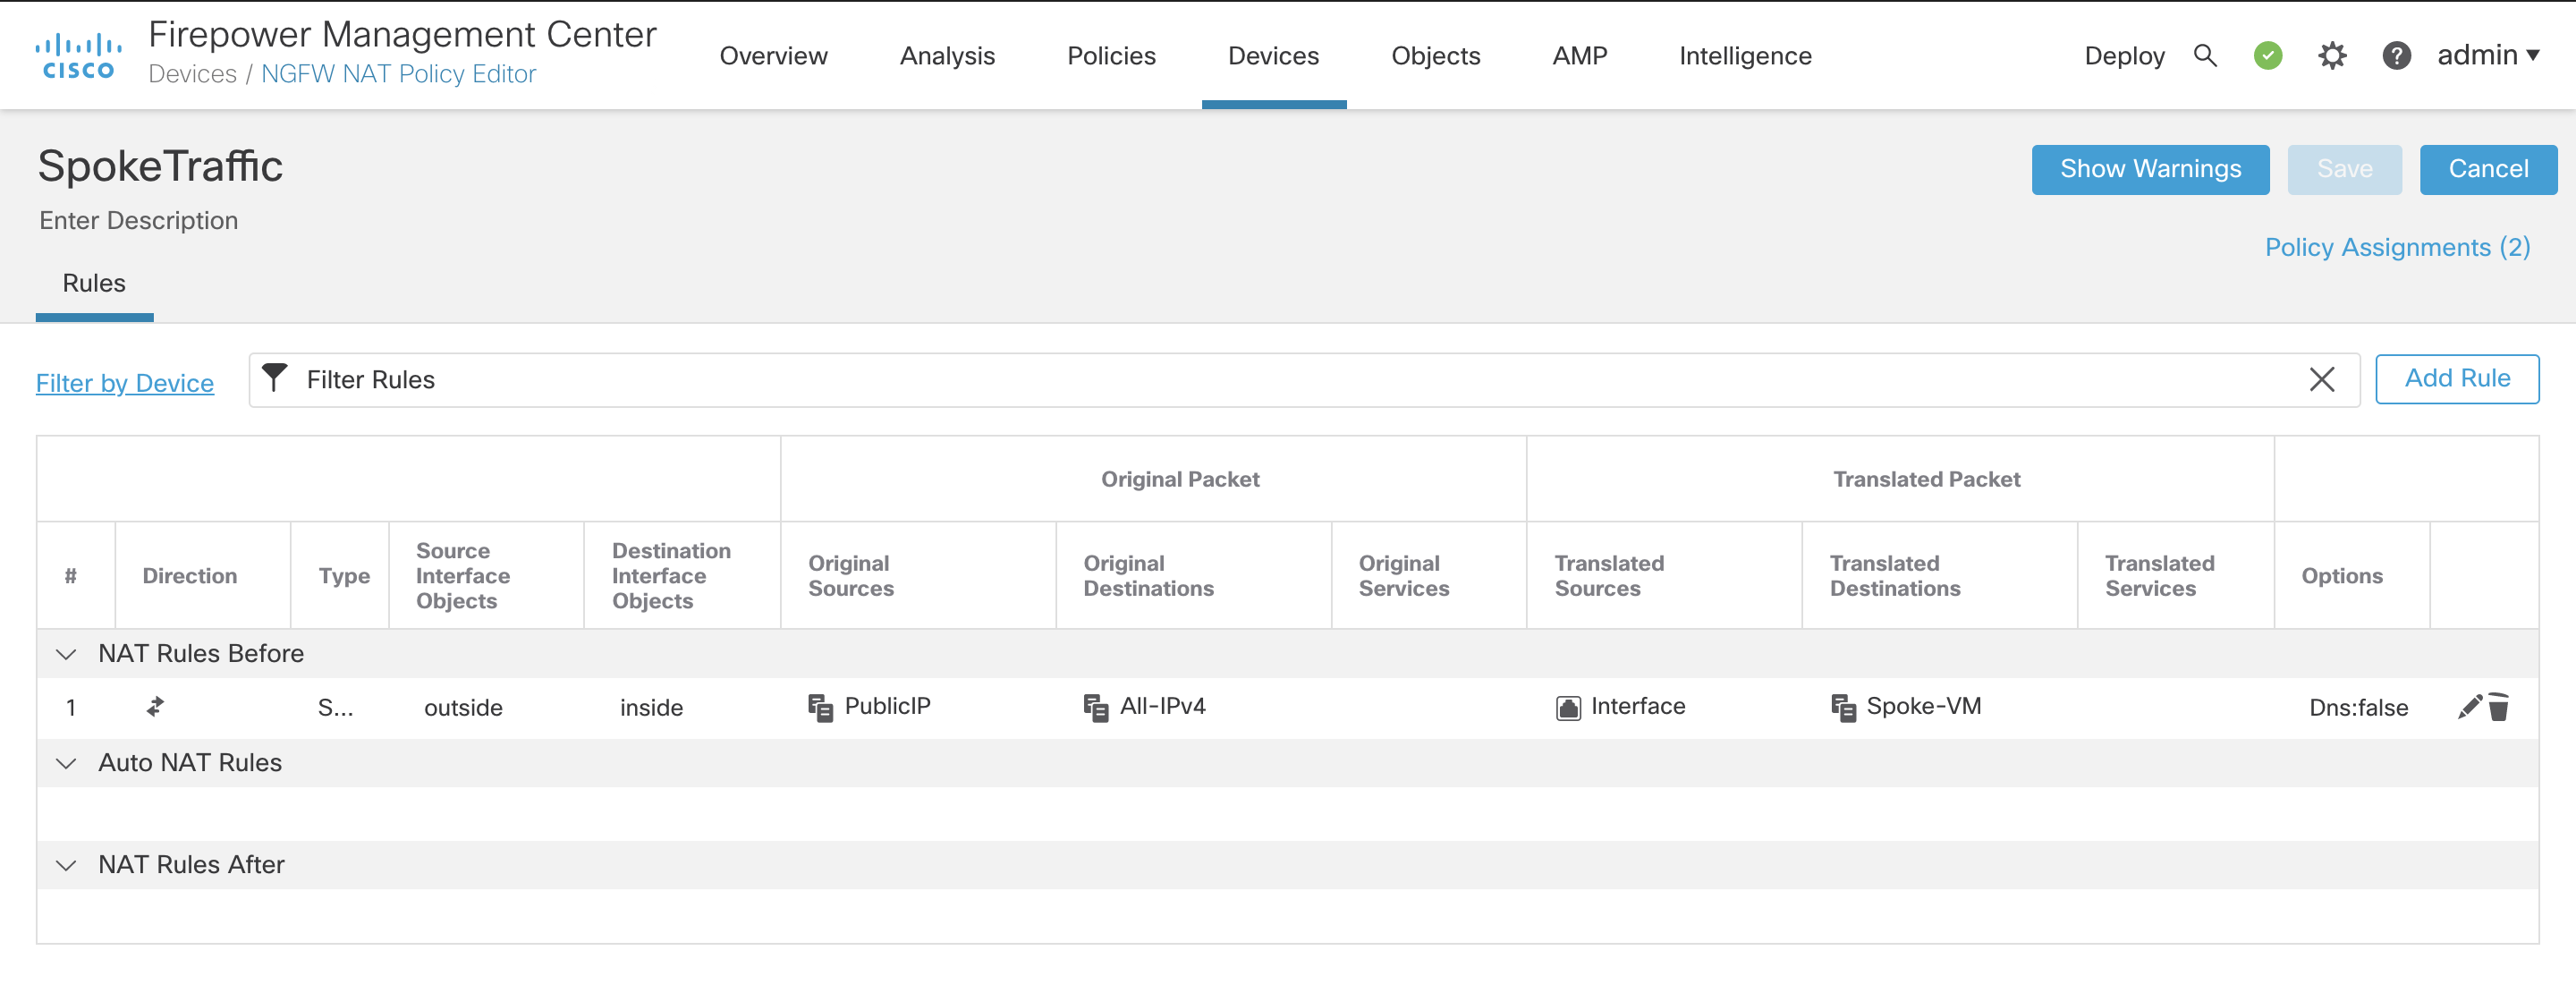 Firepower Management Center
CISCO
Devices / NGFW NAT Policy Editor
Overview
Analysis
Policies
Devices
Objects
AMP
Intelligence
Deploy
admin
SpokeTraffic
Enter Description
Show Warnings
Save
Cancel
Policy Assignments (2)
Rules
Filter by Device
Filter Rules
Add Rule
Original Packet
Translated Packet
#
Direction
Type
Source
Interface
Objects
Destination
Interface
Objects
Original
Sources
Original
Destinations
Original
Services
Translated
Sources
Translated
Destinations
Translated
Services
Options
NAT Rules Before
1
S...
outside
inside
PublicIP
All-IPv4
Interface
Spoke-VM
Dns:false
Auto NAT Rules
NAT Rules After